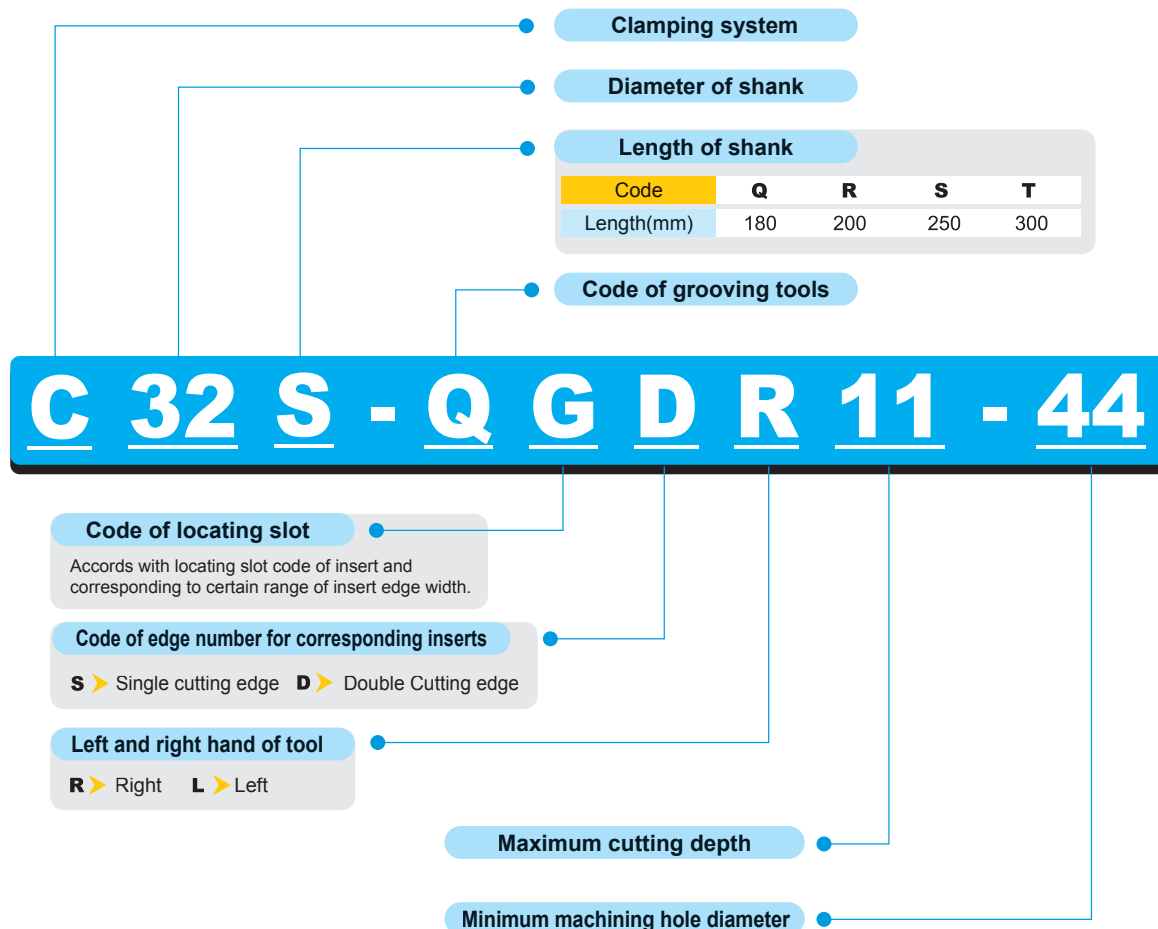 Clamping system
Diameter of shank
Length of shank
Code Q R S T
Length(mm) 180 200 250 300
Code of grooving tools
C 32 S - Q G D R 11 - 44
Code of locating slot
Accords with locating slot code of insert and
corresponding to certain range of insert edge width.
Code of edge number for corresponding inserts
S Single cutting edge D Double Cutting edge
Left and right hand of tool
R Right L Left
Maximum cutting depth
Minimum machining hole diameter